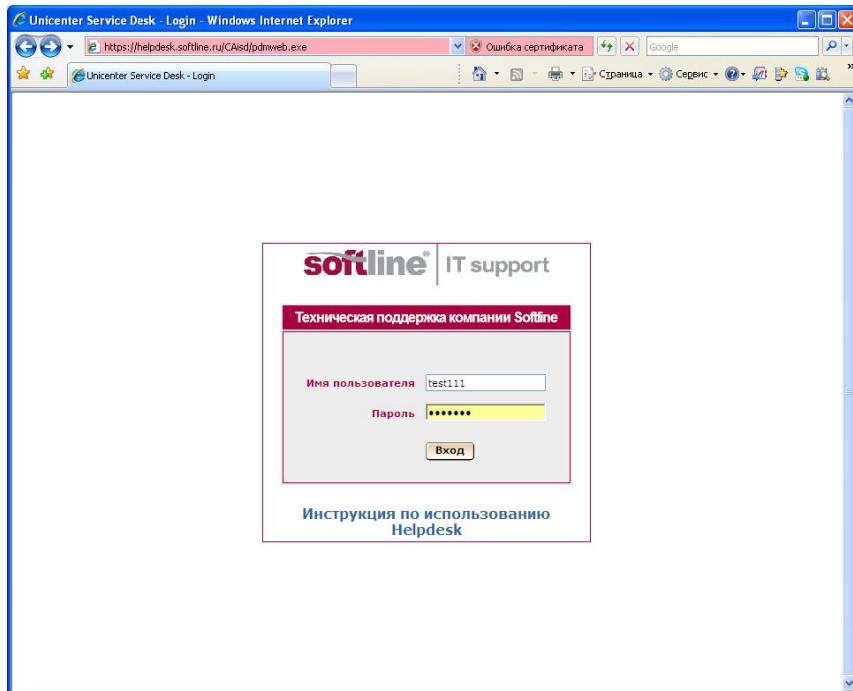 Unicenter Service Desk - Login - Windows Internet Explorer
https://helpdesk.softline.ru/CAisd/pdmweb.exe
Ошибка сертификата
Google
Unicenter Service Desk - Login
Страница
Сервис
softline® IT support
Техническая поддержка компании Softline
Имя пользователя test111
Пароль •••••••
Вход
Инструкция по использованию
Helpdesk